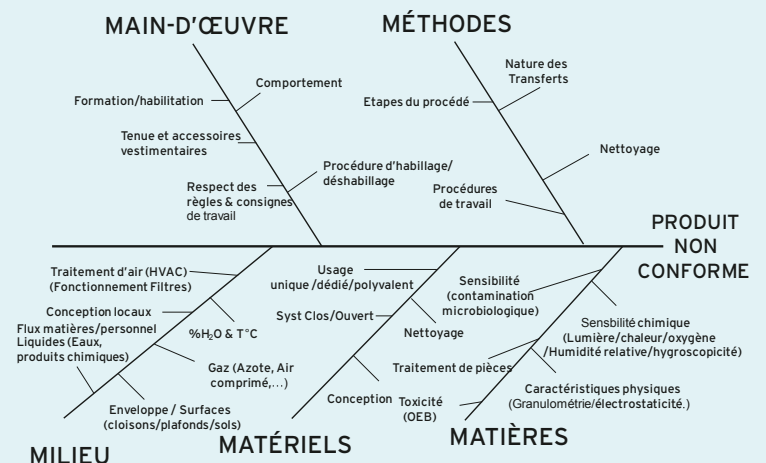 MAIN-D'ŒUVRE
MÉTHODES
Comportement
Formation/habilitation
Tenue et accessoires
vestimentaires
Procédure d'habillage/
déshabillage
Respect des
règles & consignes
de travail
Nature des
Transferts
Etapes du procédé
Nettoyage
Procédures
de travail
PRODUIT
NON
CONFORME
Traitement d'air (HVAC)
(Fonctionnement Filtres)
Conception locaux
Flux matières/personnel
Liquides (Eaux,
produits chimiques)
%H₂O & T°C
Gaz (Azote, Air
comprimé,...)
Enveloppe / Surfaces
(cloisons/plafonds/sols)
MILIEU
Usage
unique /dédié/polyvalent
Syst Clos/Ouvert
Nettoyage
Conception
MATÉRIELS
Sensibilité
(contamination
microbiologique)
Sensbilité chimique
(Lumière/chaleur/oxygène
/Humidité relative/hygroscopicité)
Traitement de pièces
Caractéristiques physiques
(Granulométrie/électrostaticité.)
Toxicité
(OEB)
MATIÈRES